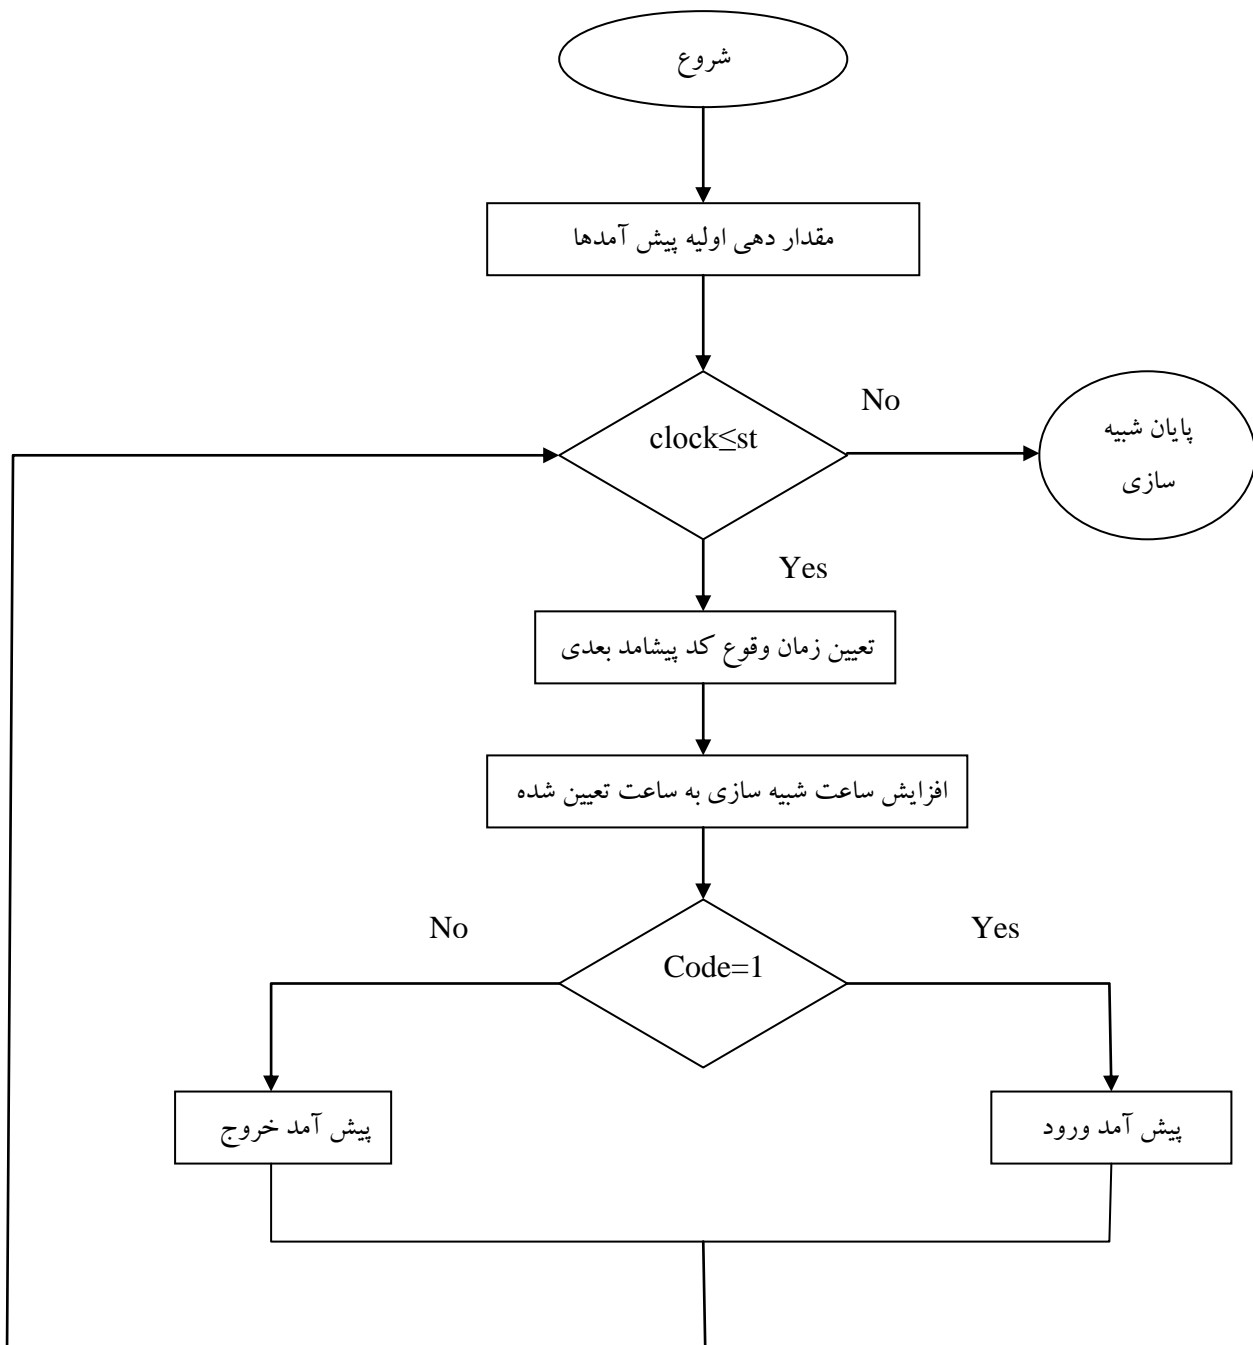 شروع
مقدار دهی اولیه پیش آمدها
clock≤st
No
پایان شبیه
سازی
Yes
تعیین زمان وقوع کد پیشامد بعدی
افزایش ساعت شبیه سازی به ساعت تعیین شده
No
Yes
Code=1
پیش آمد خروج
پیش آمد ورود